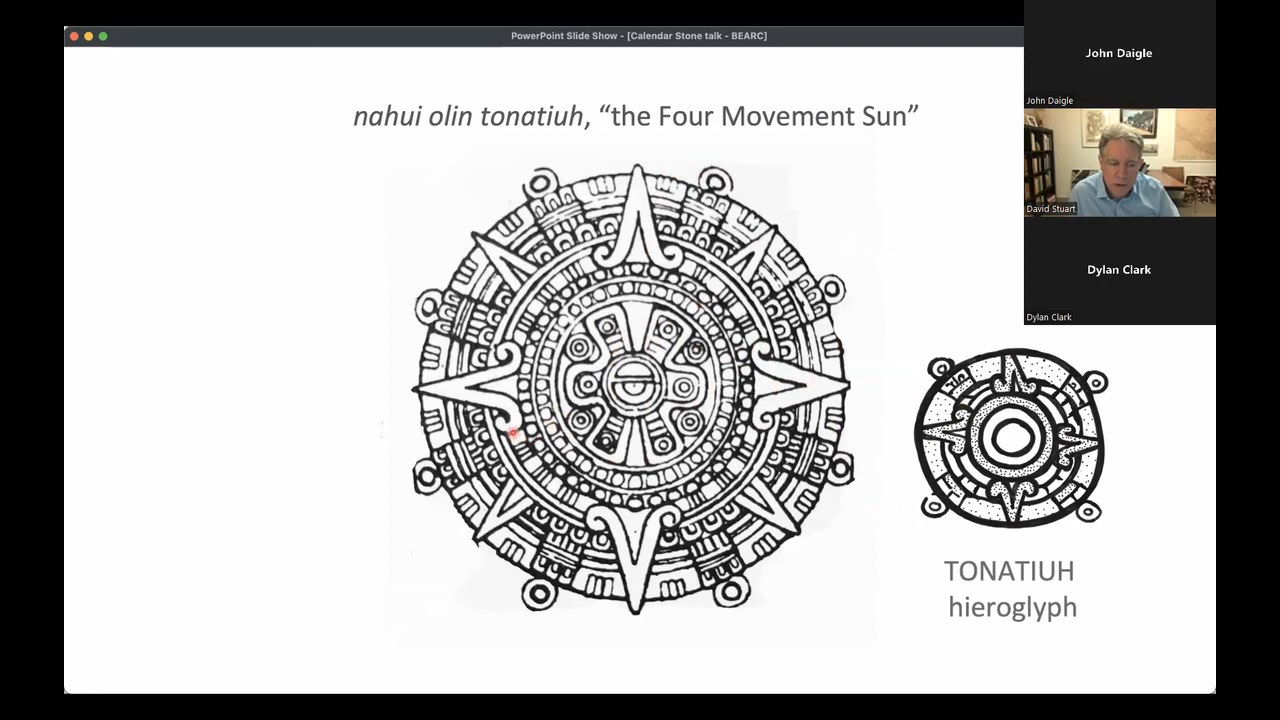 PowerPoint Slide Show - [Calendar Stone talk - BEARC]
nahui olin tonatiuh, “the Four Movement Sun”
TONATIUH
hieroglyph
John Daigle
John Daigle
David Stuart
Dylan Clark
Dylan Clark